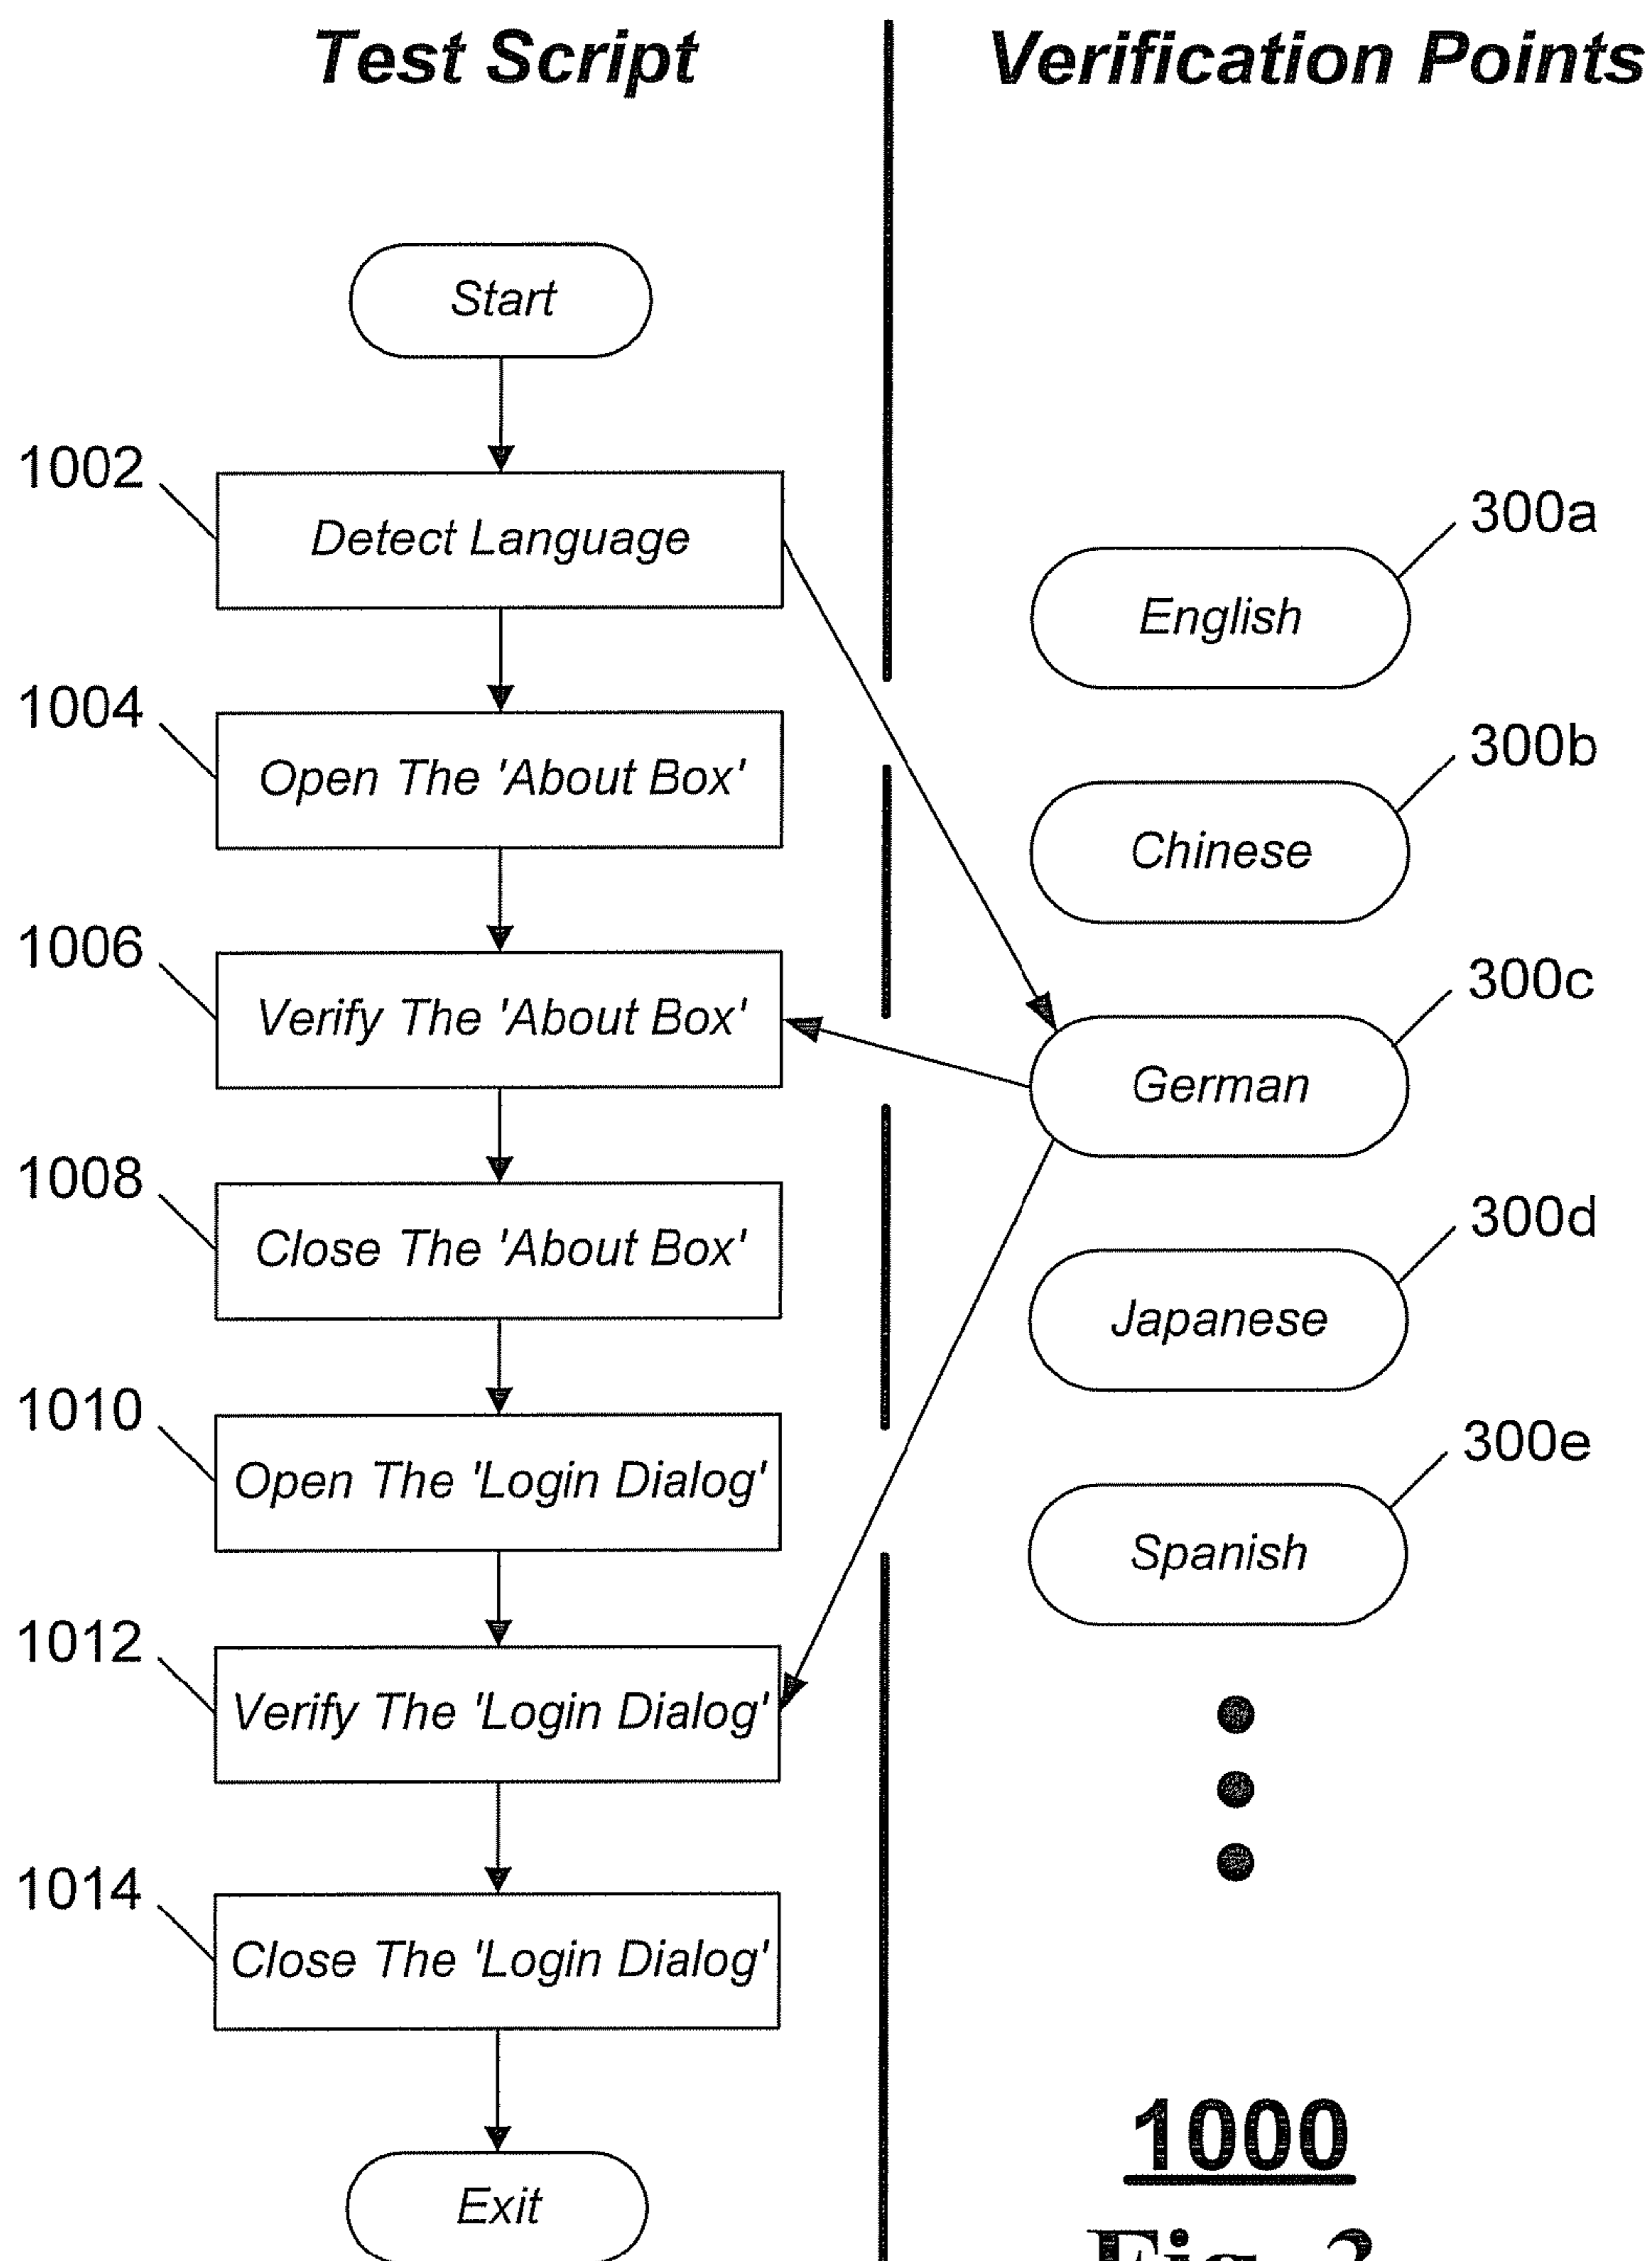 Test Script
Verification Points
Start
1002
Detect Language
300a
English
1004
Open The 'About Box'
300b
Chinese
1006
Verify The 'About Box'
300c
German
1008
Close The 'About Box'
300d
Japanese
1010
Open The 'Login Dialog'
300e
Spanish
1012
Verify The 'Login Dialog'
1014
Close The 'Login Dialog'
1000
Exit
Fig.